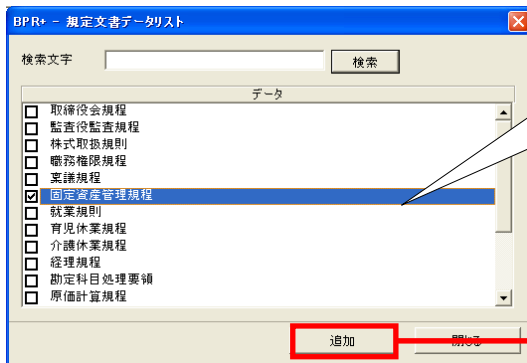 BPR+ - 規定文書データリスト
検索文字
検索
データ
取締役会規程
監査役監査規程
株式取扱規則
職務権限規程
稟議規程
固定資産管理規程
就業規則
育児休業規程
介護休業規程
経理規程
勘定科目処理要領
原価計算規程
追加
閉じる